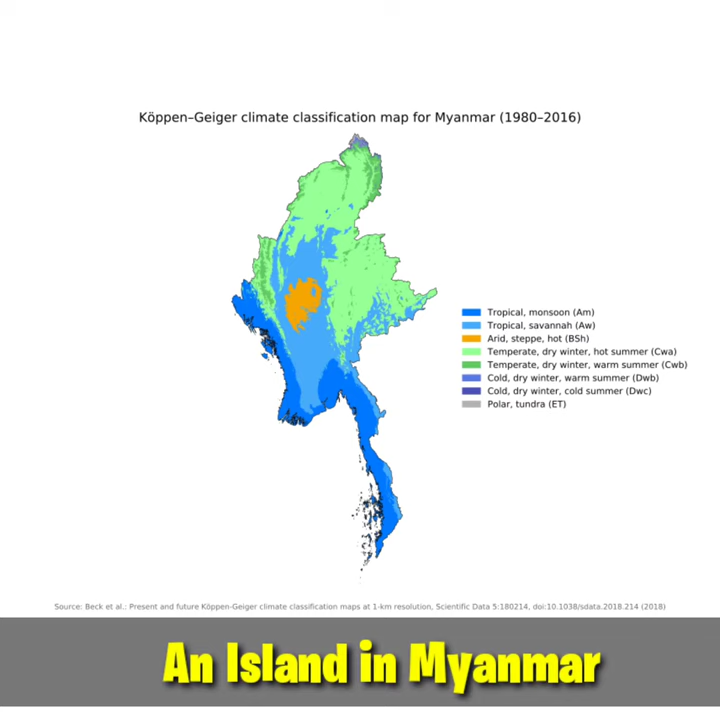 Köppen–Geiger climate classification map for Myanmar (1980–2016)
Tropical, monsoon (Am)
Tropical, savannah (Aw)
Arid, steppe, hot (BSh)
Temperate, dry winter, hot summer (Cwa)
Temperate, dry winter, warm summer (Cwb)
Cold, dry winter, warm summer (Dwb)
Cold, dry winter, cold summer (Dwc)
Polar, tundra (ET)
Source: Beck et al.: Present and future Köppen-Geiger climate classification maps at 1-km resolution, Scientific Data 5:180214, doi:10.1038/sdata.2018.214 (2018)
An Island in Myanmar